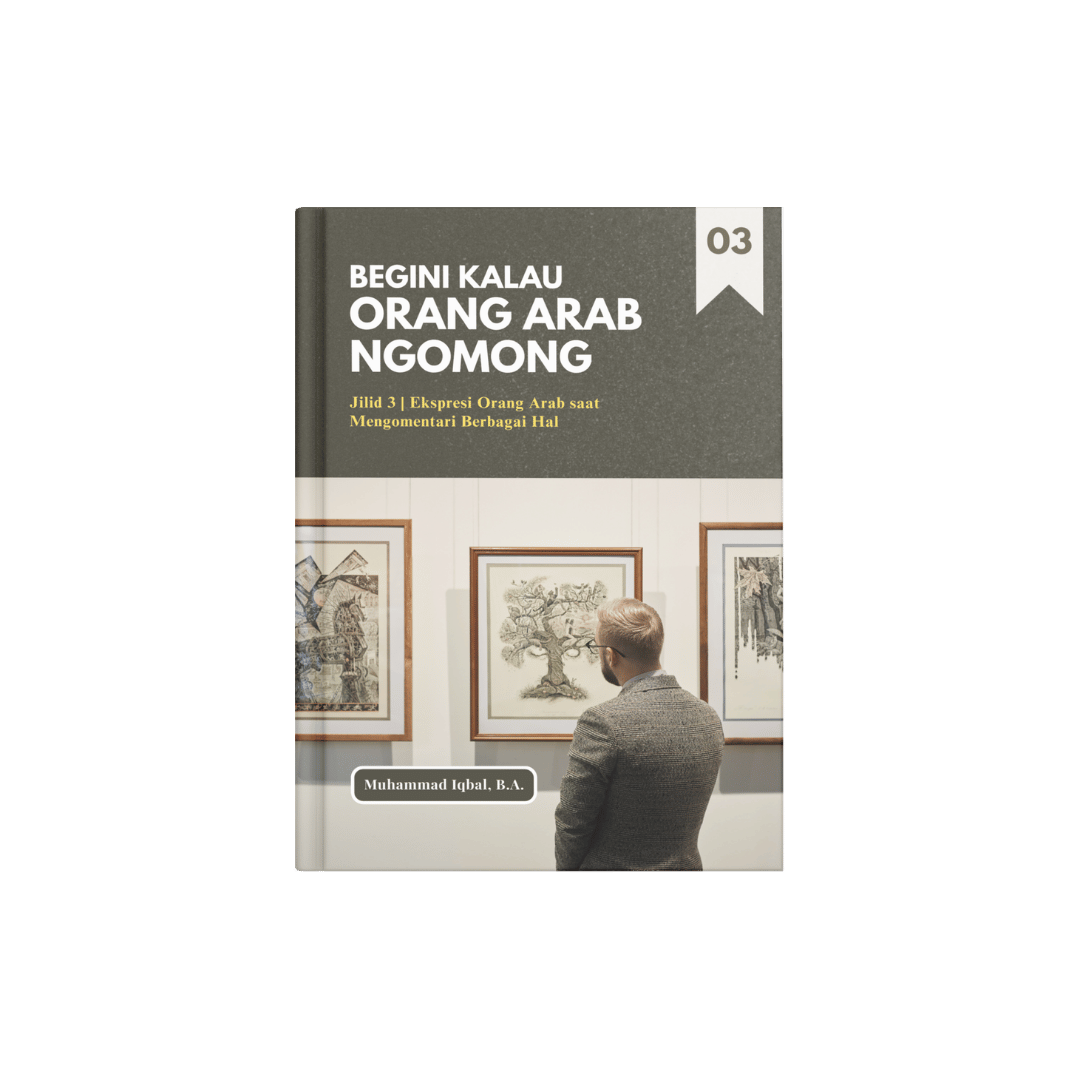 03
BEGINI KALAU
ORANG ARAB
NGOMONG
Jilid 3 | Ekspresi Orang Arab saat
Mengomentari Berbagai Hal
Muhammad Iqbal, B.A.